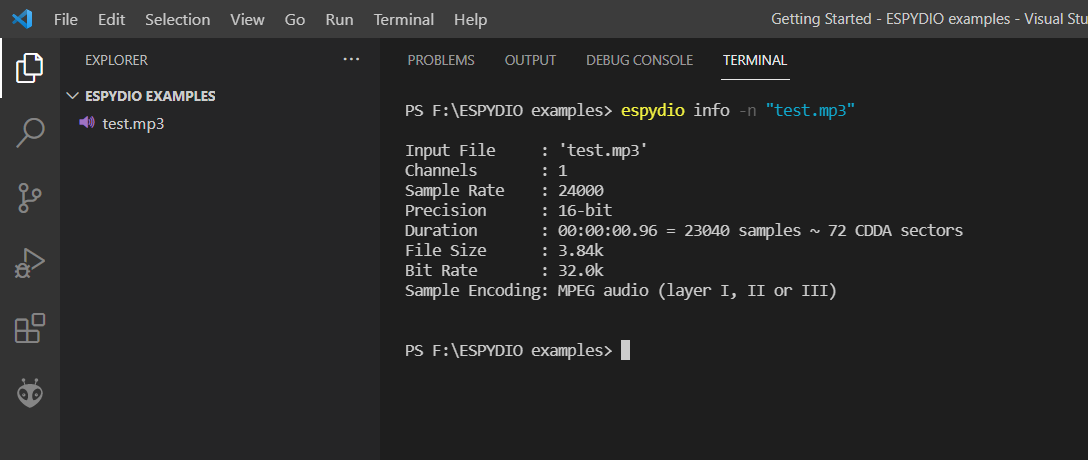 File Edit Selection View Go Run Terminal Help Getting Started - ESPYDIO examples - Visual Stu
EXPLORER ... PROBLEMS OUTPUT DEBUG CONSOLE TERMINAL
ESPYDIO EXAMPLES
test.mp3
PS F:\ESPYDIO examples> espydio info -n "test.mp3"
Input File     : 'test.mp3'
Channels       : 1
Sample Rate    : 24000
Precision      : 16-bit
Duration       : 00:00:00.96 = 23040 samples ~ 72 CDDA sectors
File Size      : 3.84k
Bit Rate       : 32.0k
Sample Encoding: MPEG audio (layer I, II or III)
PS F:\ESPYDIO examples>